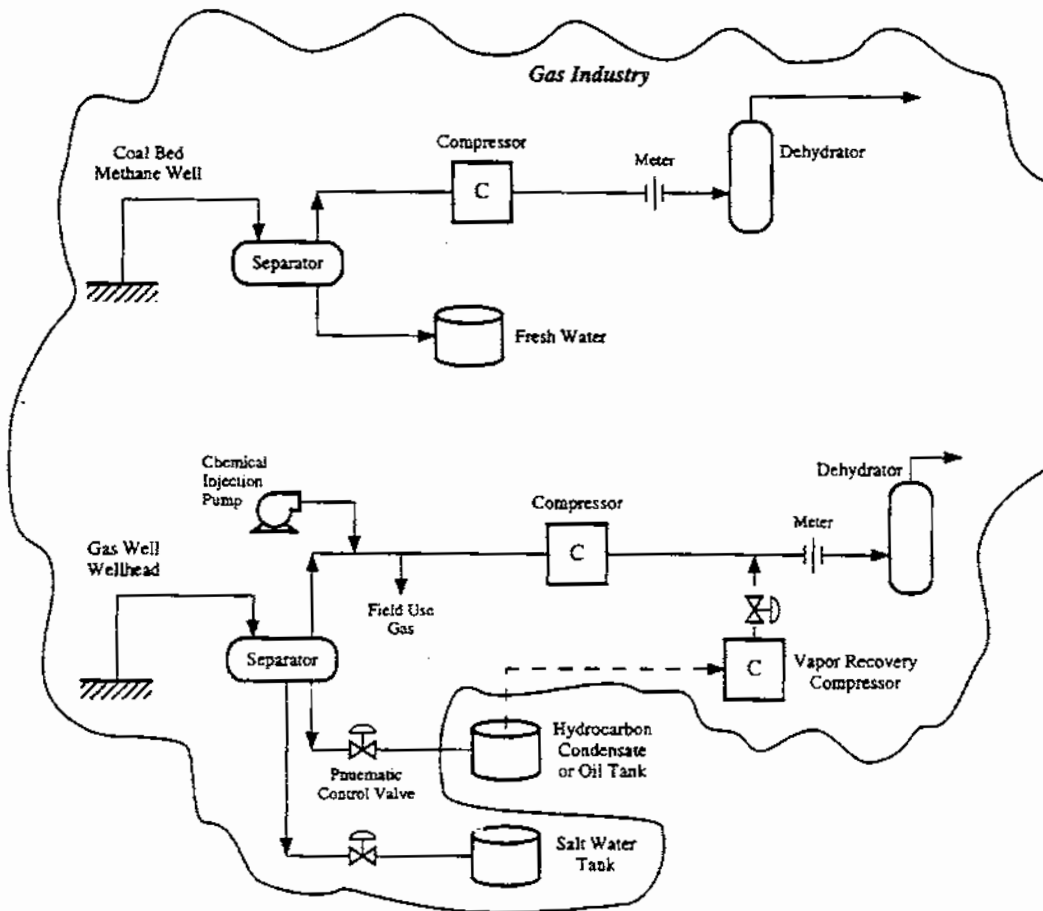 Gas Industry
Compressor
C
Meter
Dehydrator
Coal Bed
Methane Well
Separator
Fresh Water
Chemical
Injection
Pump
Compressor
C
Dehydrator
Meter
Gas Well
Wellhead
Field Use
Gas
Separator
C
Vapor Recovery
Compressor
Hydrocarbon
Condensate
or Oil Tank
Pnuematic
Control Valve
Salt Water
Tank